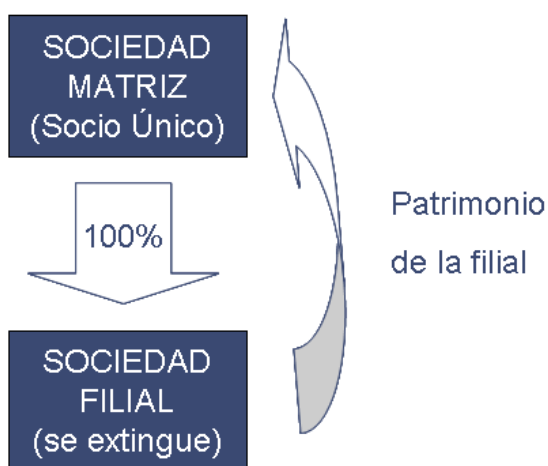 SOCIEDAD
MATRIZ
(Socio Único)
100%
Patrimonio
de la filial
SOCIEDAD
FILIAL
(se extingue)